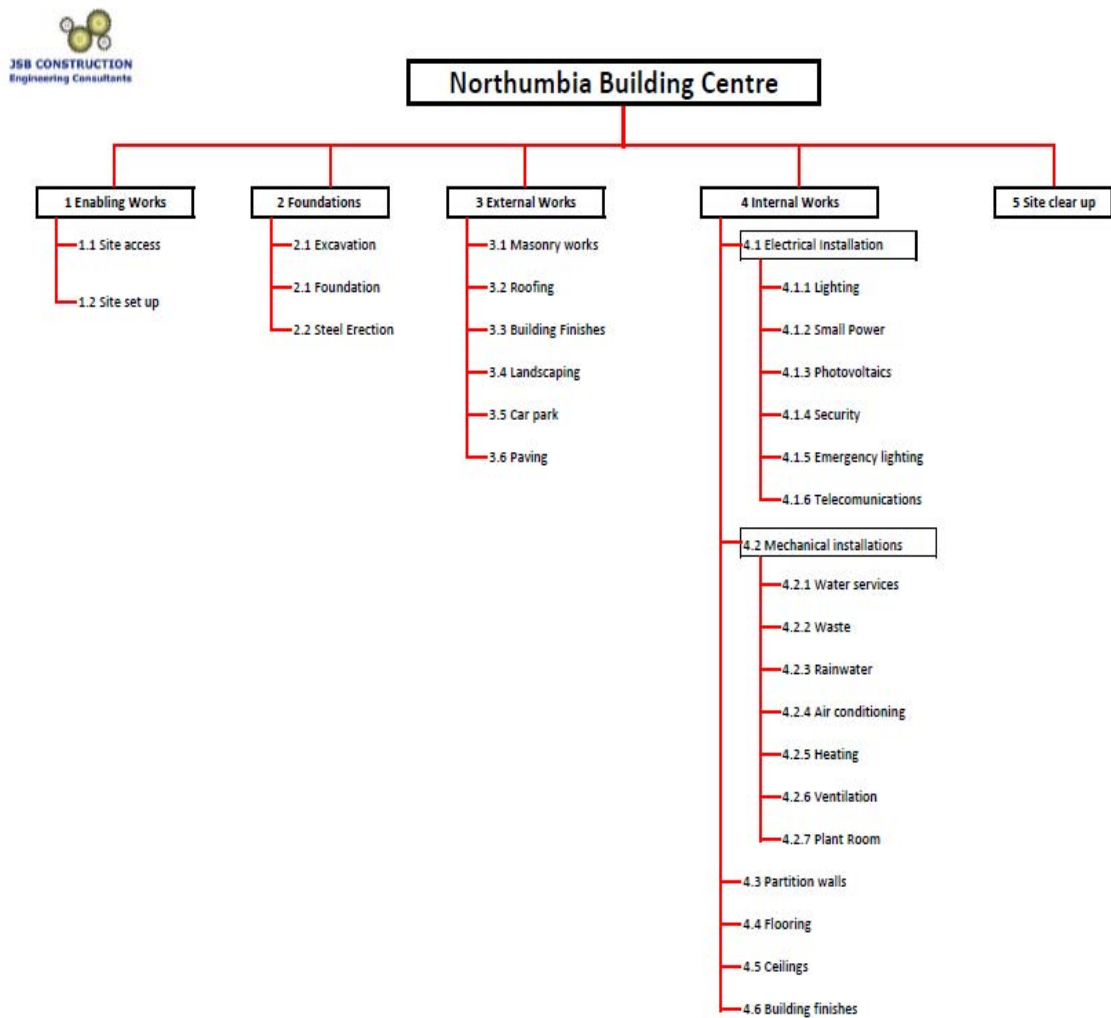 JSB CONSTRUCTION
Engineering Consultants
Northumbia Building Centre
1 Enabling Works
1.1 Site access
1.2 Site set up
2 Foundations
2.1 Excavation
2.1 Foundation
2.2 Steel Erection
3 External Works
3.1 Masonry works
3.2 Roofing
3.3 Building Finishes
3.4 Landscaping
3.5 Car park
3.6 Paving
4 Internal Works
4.1 Electrical Installation
4.1.1 Lighting
4.1.2 Small Power
4.1.3 Photovoltaics
4.1.4 Security
4.1.5 Emergency lighting
4.1.6 Telecomunications
4.2 Mechanical installations
4.2.1 Water services
4.2.2 Waste
4.2.3 Rainwater
4.2.4 Air conditioning
4.2.5 Heating
4.2.6 Ventilation
4.2.7 Plant Room
4.3 Partition walls
4.4 Flooring
4.5 Ceilings
4.6 Building finishes
5 Site clear up